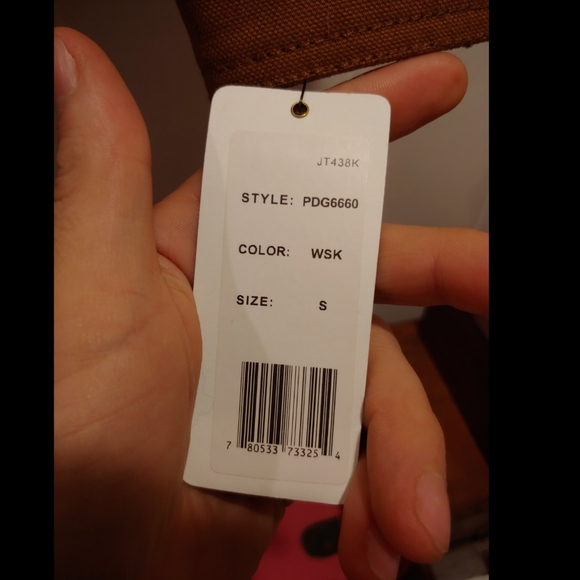 JT438K
STYLE: PDG6660
COLOR: WSK
SIZE: S
7 80533 73325 4